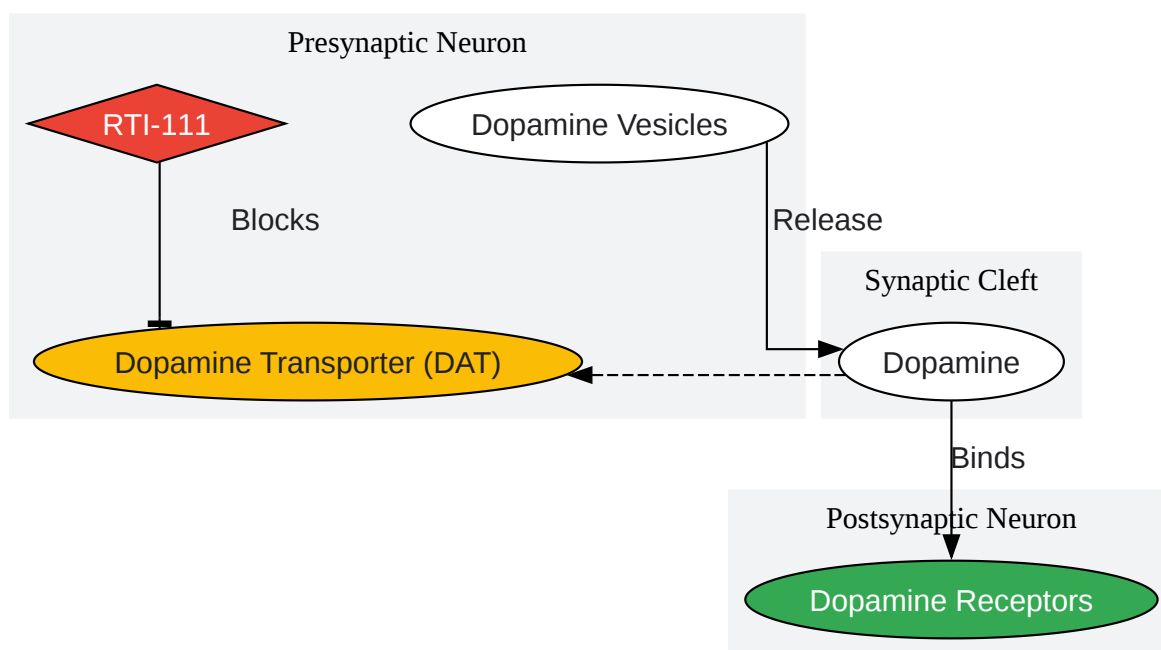 Presynaptic Neuron
RTI-111
Dopamine Vesicles
Blocks
Release
Synaptic Cleft
Dopamine Transporter (DAT)
Dopamine
Binds
Postsynaptic Neuron
Dopamine Receptors